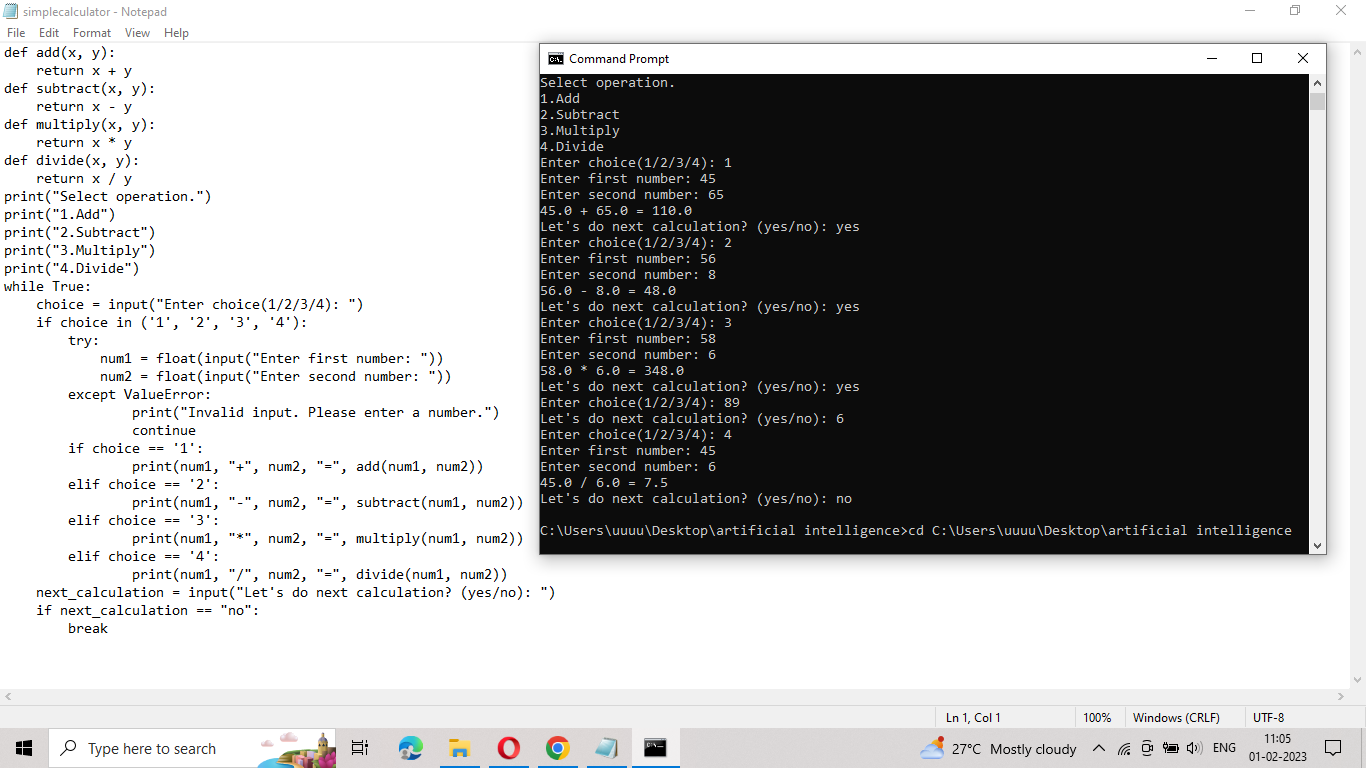 simplecalculator - Notepad
File Edit Format View Help
def add(x, y):
    return x + y
def subtract(x, y):
    return x - y
def multiply(x, y):
    return x * y
def divide(x, y):
    return x / y
print("Select operation.")
print("1.Add")
print("2.Subtract")
print("3.Multiply")
print("4.Divide")
while True:
    choice = input("Enter choice(1/2/3/4): ")
    if choice in ('1', '2', '3', '4'):
        try:
            num1 = float(input("Enter first number: "))
            num2 = float(input("Enter second number: "))
        except ValueError:
                print("Invalid input. Please enter a number.")
                continue
        if choice == '1':
                print(num1, "+", num2, "=", add(num1, num2))
        elif choice == '2':
                print(num1, "-", num2, "=", subtract(num1, num2))
        elif choice == '3':
                print(num1, "*", num2, "=", multiply(num1, num2))
        elif choice == '4':
                print(num1, "/", num2, "=", divide(num1, num2))
    next_calculation = input("Let's do next calculation? (yes/no): ")
    if next_calculation == "no":
        break
Command Prompt
Select operation.
1.Add
2.Subtract
3.Multiply
4.Divide
Enter choice(1/2/3/4): 1
Enter first number: 45
Enter second number: 65
45.0 + 65.0 = 110.0
Let's do next calculation? (yes/no): yes
Enter choice(1/2/3/4): 2
Enter first number: 56
Enter second number: 8
56.0 - 8.0 = 48.0
Let's do next calculation? (yes/no): yes
Enter choice(1/2/3/4): 3
Enter first number: 58
Enter second number: 6
58.0 * 6.0 = 348.0
Let's do next calculation? (yes/no): yes
Enter choice(1/2/3/4): 89
Let's do next calculation? (yes/no): 6
Enter choice(1/2/3/4): 4
Enter first number: 45
Enter second number: 6
45.0 / 6.0 = 7.5
Let's do next calculation? (yes/no): no
C:\Users\uuuu\Desktop\artificial intelligence>cd C:\Users\uuuu\Desktop\artificial intelligence
Ln 1, Col 1 100% Windows (CRLF) UTF-8
Type here to search
27°C Mostly cloudy
ENG
11:05
01-02-2023